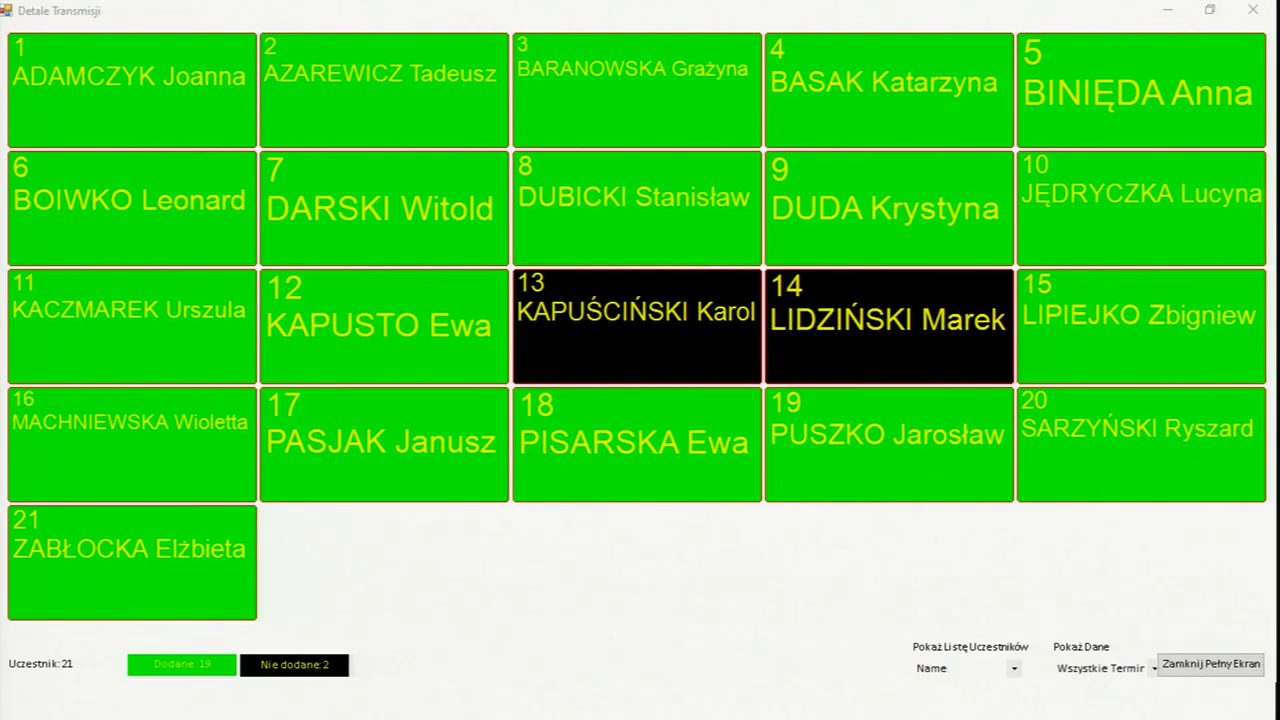 Detale Transmisji
1
ADAMCZYK Joanna
2
AZAREWICZ Tadeusz
3
BARANOWSKA Grażyna
4
BASAK Katarzyna
5
BINIĘDA Anna
6
BOIWKO Leonard
7
DARSKI Witold
8
DUBICKI Stanisław
9
DUDA Krystyna
10
JĘDRYCZKA Lucyna
11
KACZMAREK Urszula
12
KAPUSTO Ewa
13
KAPUŚCIŃSKI Karol
14
LIDZIŃSKI Marek
15
LIPIEJKO Zbigniew
16
MACHNIEWSKA Wioletta
17
PASJAK Janusz
18
PISARSKA Ewa
19
PUSZKO Jarosław
20
SARZYŃSKI Ryszard
21
ZABŁOCKA Elżbieta
Uczestnik: 21
Dodane: 19
Nie dodane: 2
Pokaż Listę Uczestników
Name
Pokaż Dane
Wszystkie Termir
Zamknij Pełny Ekran